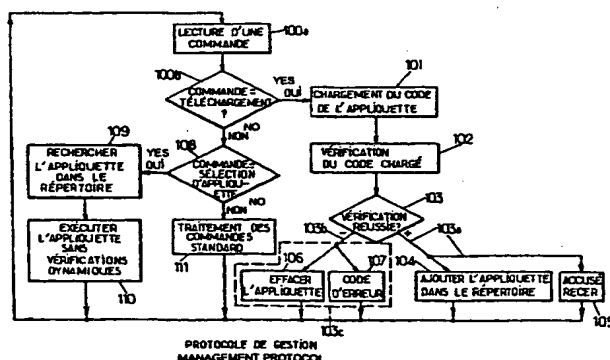 LECTURE D'UNE
COMMANDE
100a
100b
COMMANDE =
TÉLÉCHARGEMENT
?
YES
OUI
NO
NON
101
CHARGEMENT DU CODE
DE L'APPLIQUETTE
102
VÉRIFICATION
DU CODE CHARGÉ
103
VÉRIFICATION
RÉUSSIE?
103b
-
+
103a
108
COMMANDE=
SÉLECTION
D'APPLI-
QUETTE
YES
OUI
NO
NON
109
RECHERCHER
L'APPLIQUETTE
DANS LE
RÉPERTOIRE
EXÉCUTER
L'APPLIQUETTE
SANS
VÉRIFICATIONS
DYNAMIQUES
110
TRAITEMENT DES
COMMANDES
STANDARD
111
106
EFFACER
L'APPLIQUETTE
107
CODE
D'ERREUR
103c
104
AJOUTER L'APPLIQUETTE
DANS LE RÉPERTOIRE
ACCUSÉ
RECEP
105
PROTOCOLE DE GESTION
MANAGEMENT PROTOCOL